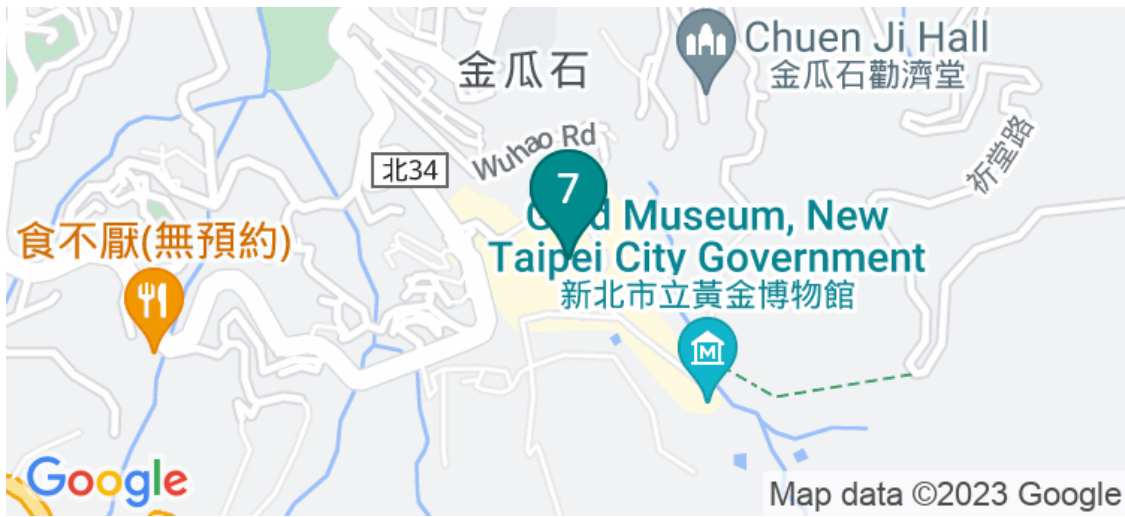 Chuen Ji Hall
金瓜石勸濟堂
金瓜石
Wuhao Rd
祈堂路
北34
7
Museum, New
Taipei City Government
新北市立黃金博物館
食不厭(無預約)
M
Google
Map data ©2023 Google